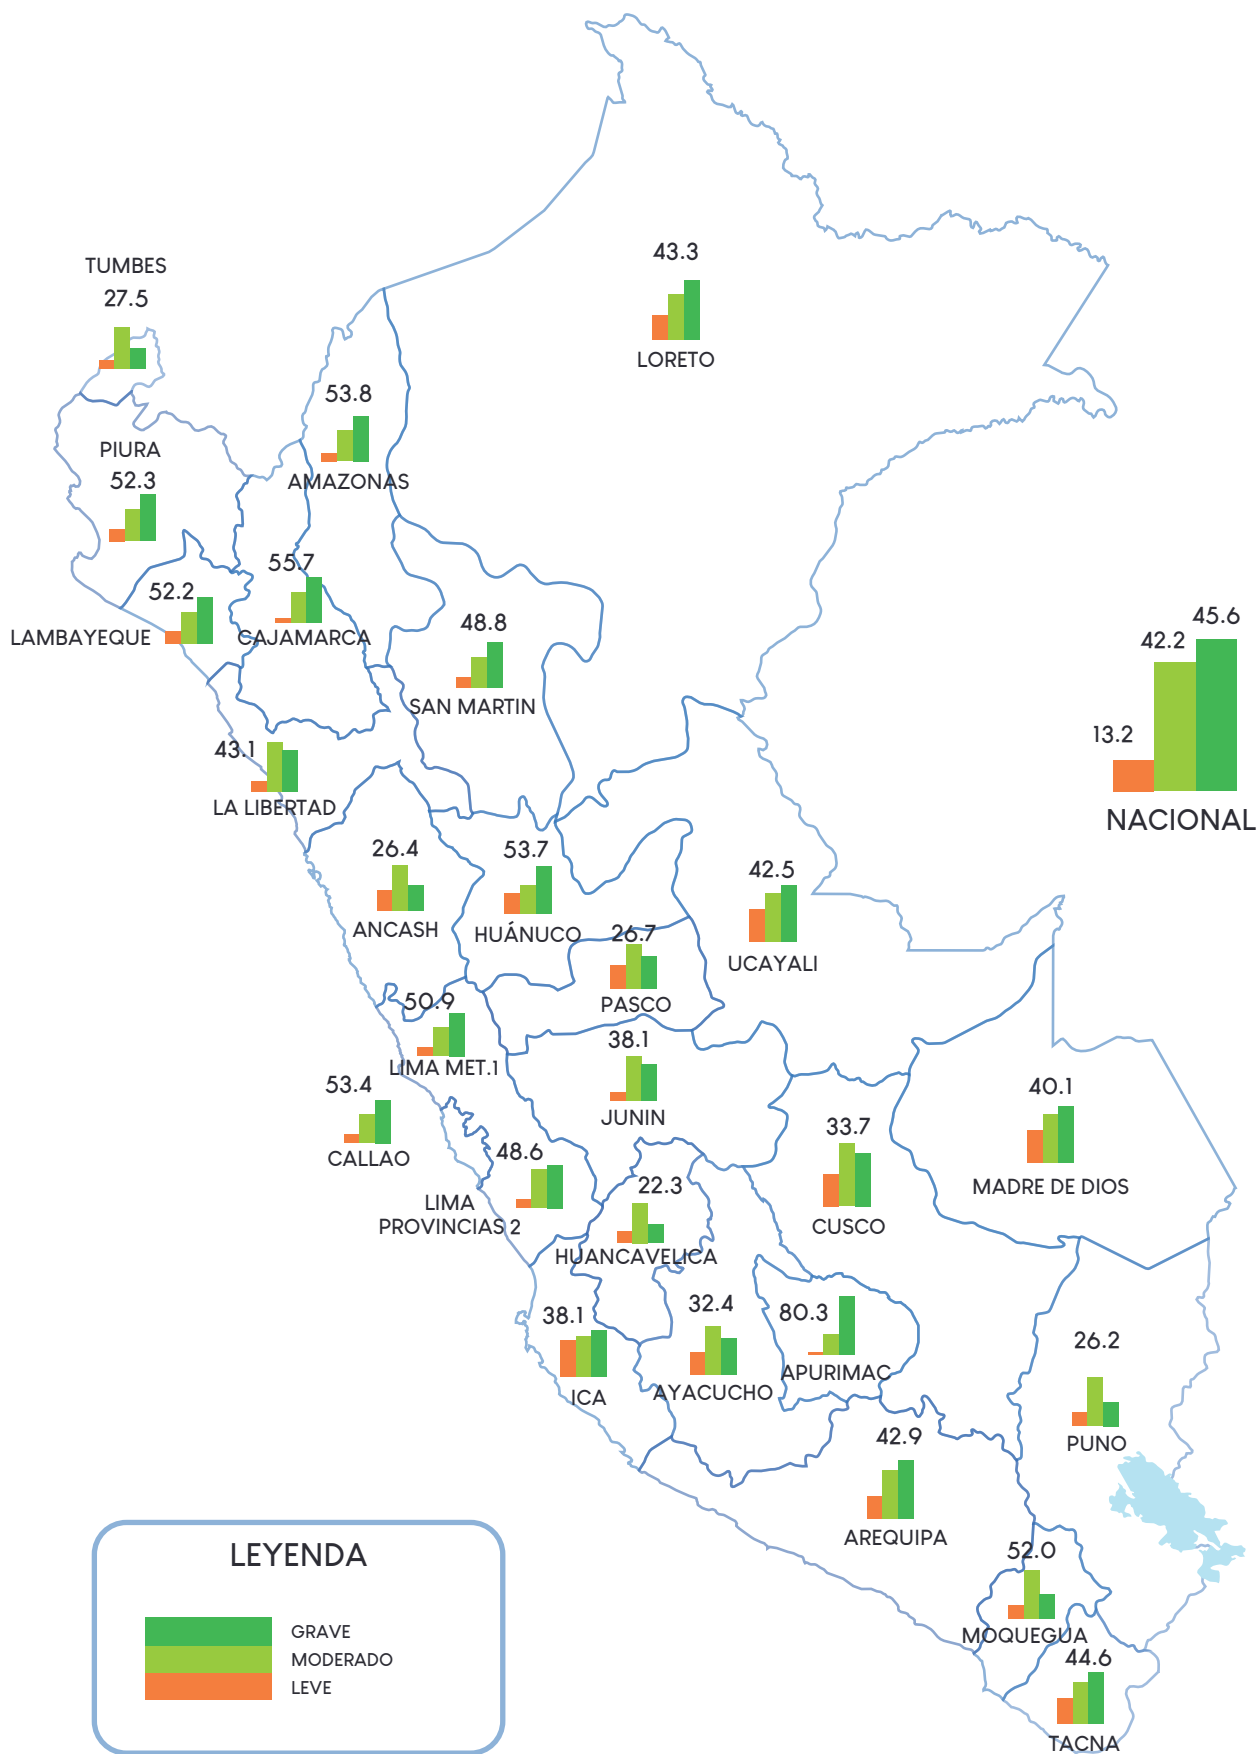 43.3
LORETO
TUMBES
27.5
53.8
AMAZONAS
PIURA
52.3
55.7
CAJAMARCA
52.2
LAMBAYEQUE
48.8
SAN MARTIN
45.6
42.2
13.2
NACIONAL
43.1
LA LIBERTAD
26.4
ANCASH
53.7
HUÁNUCO
42.5
UCAYALI
26.7
PASCO
50.9
LIMA MET.1
38.1
JUNIN
53.4
CALLAO
40.1
MADRE DE DIOS
33.7
CUSCO
48.6
LIMA
PROVINCIAS 2
22.3
HUANCAVELICA
38.1
ICA
32.4
AYACUCHO
80.3
APURIMAC
26.2
PUNO
42.9
AREQUIPA
52.0
MOQUEGUA
44.6
TACNA
LEYENDA
GRAVE
MODERADO
LEVE